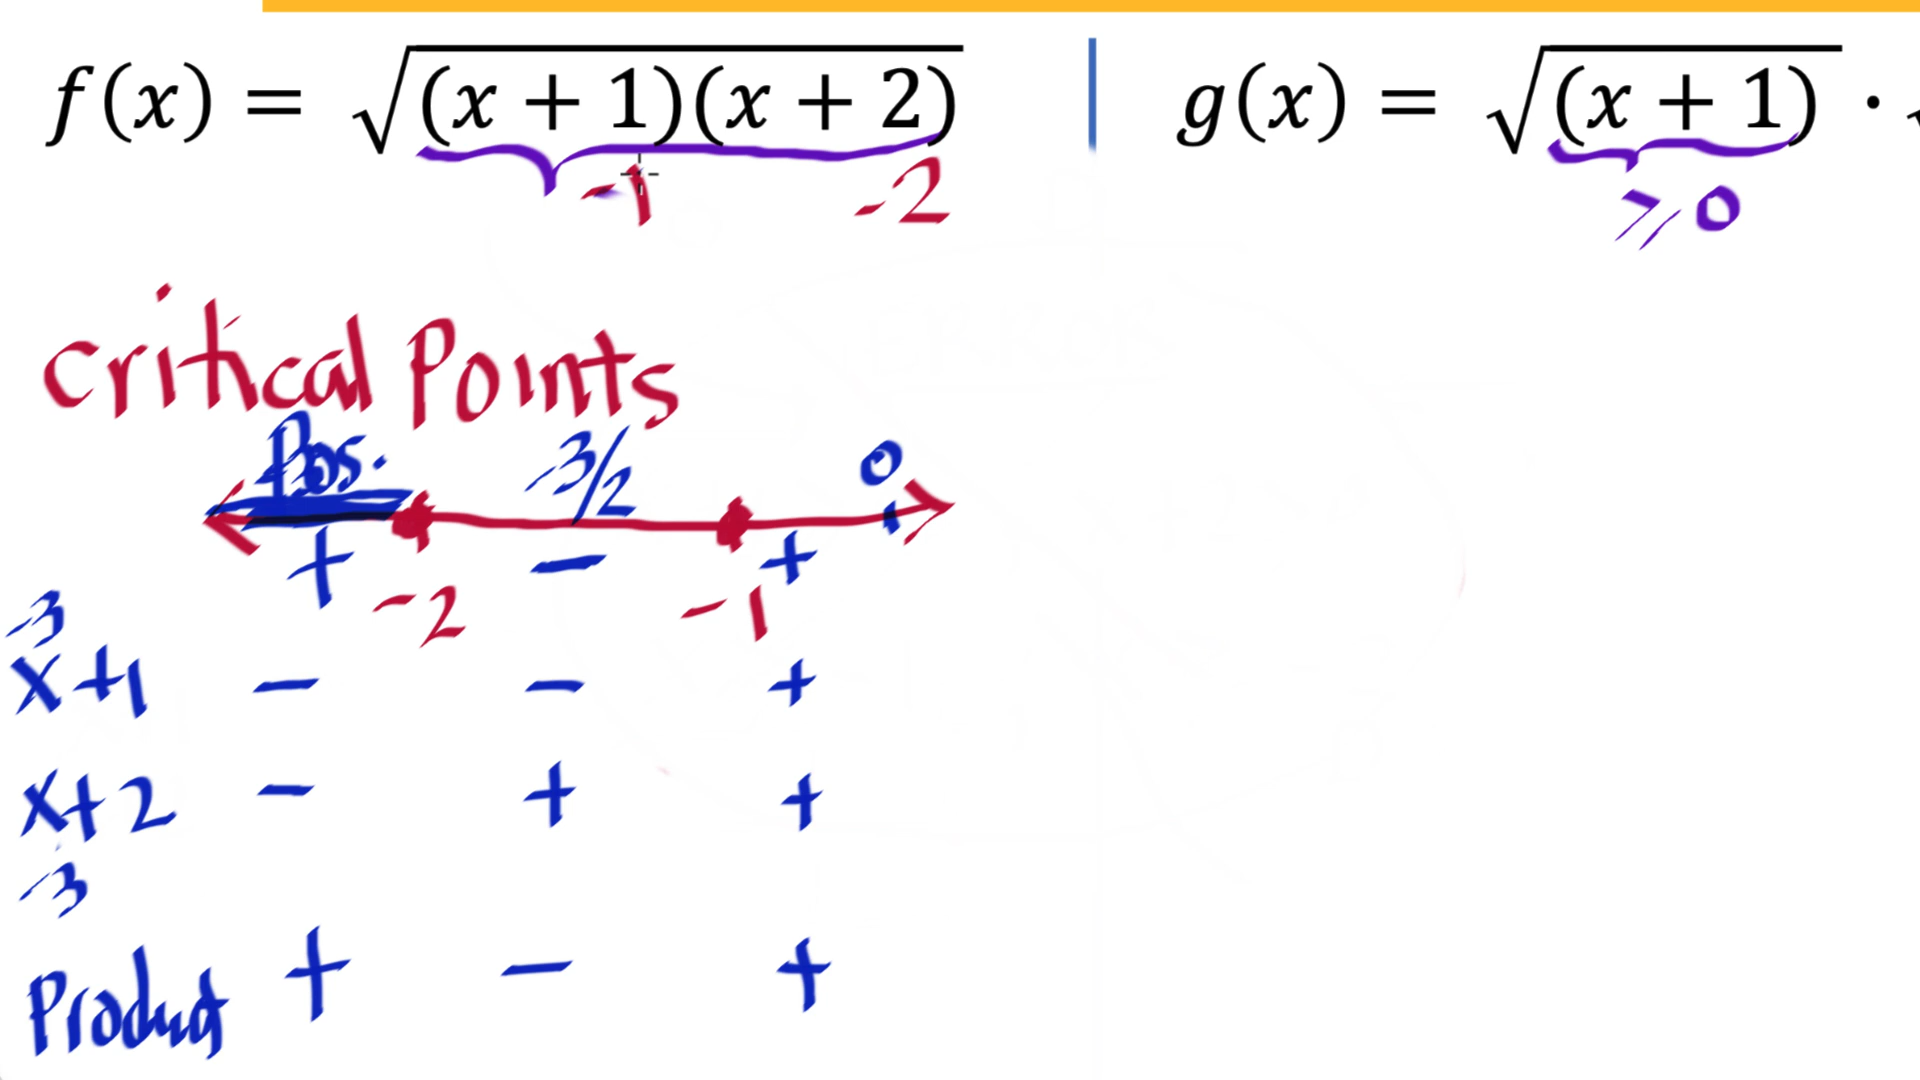 f(x) = √(x + 1)(x + 2) g(x) = √(x + 1) ·
-1 -2 ≥ 0
Critical Points
Pos. -3/2 0
+ - +
-2 -1
-3
x+1 - - +
x+2 - + +
-3
Product + - +